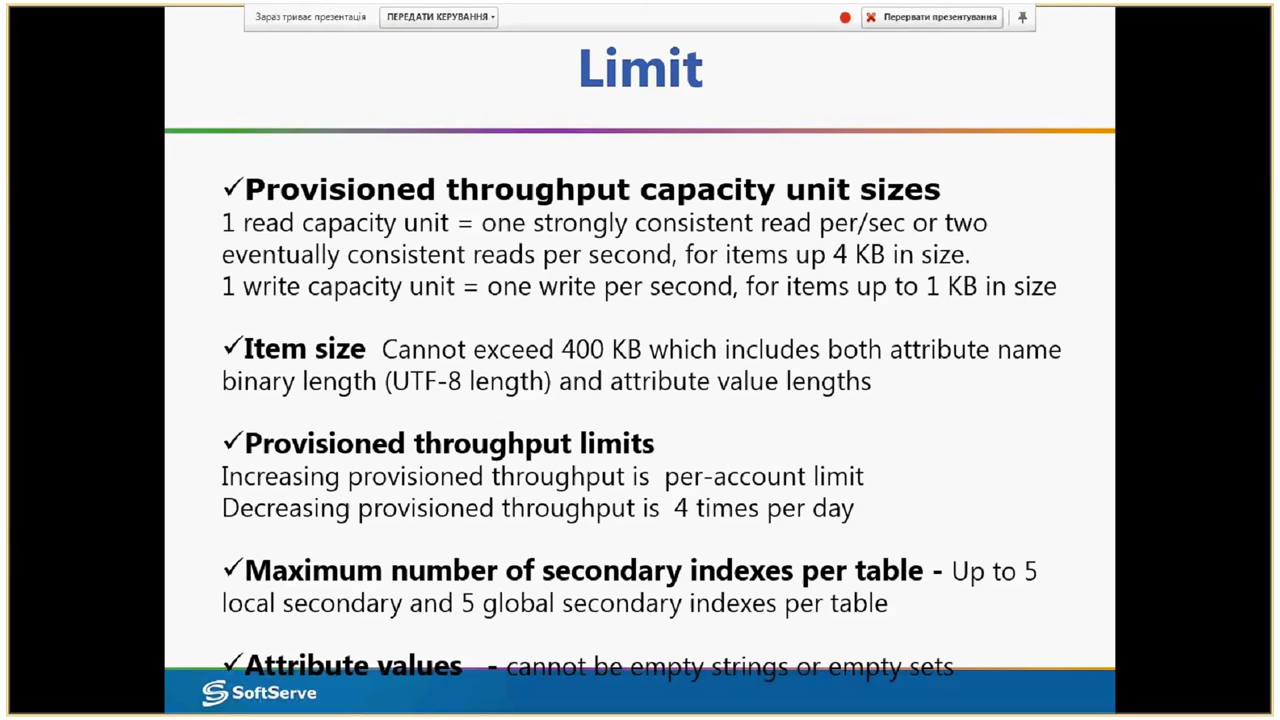 Зараз триває презентація ПЕРЕДАТИ КЕРУВАННЯ Перервати презентування
Limit
✓Provisioned throughput capacity unit sizes
1 read capacity unit = one strongly consistent read per/sec or two
eventually consistent reads per second, for items up 4 KB in size.
1 write capacity unit = one write per second, for items up to 1 KB in size
✓Item size Cannot exceed 400 KB which includes both attribute name
binary length (UTF-8 length) and attribute value lengths
✓Provisioned throughput limits
Increasing provisioned throughput is per-account limit
Decreasing provisioned throughput is 4 times per day
✓Maximum number of secondary indexes per table - Up to 5
local secondary and 5 global secondary indexes per table
✓Attribute values - cannot be empty strings or empty sets
SoftServe